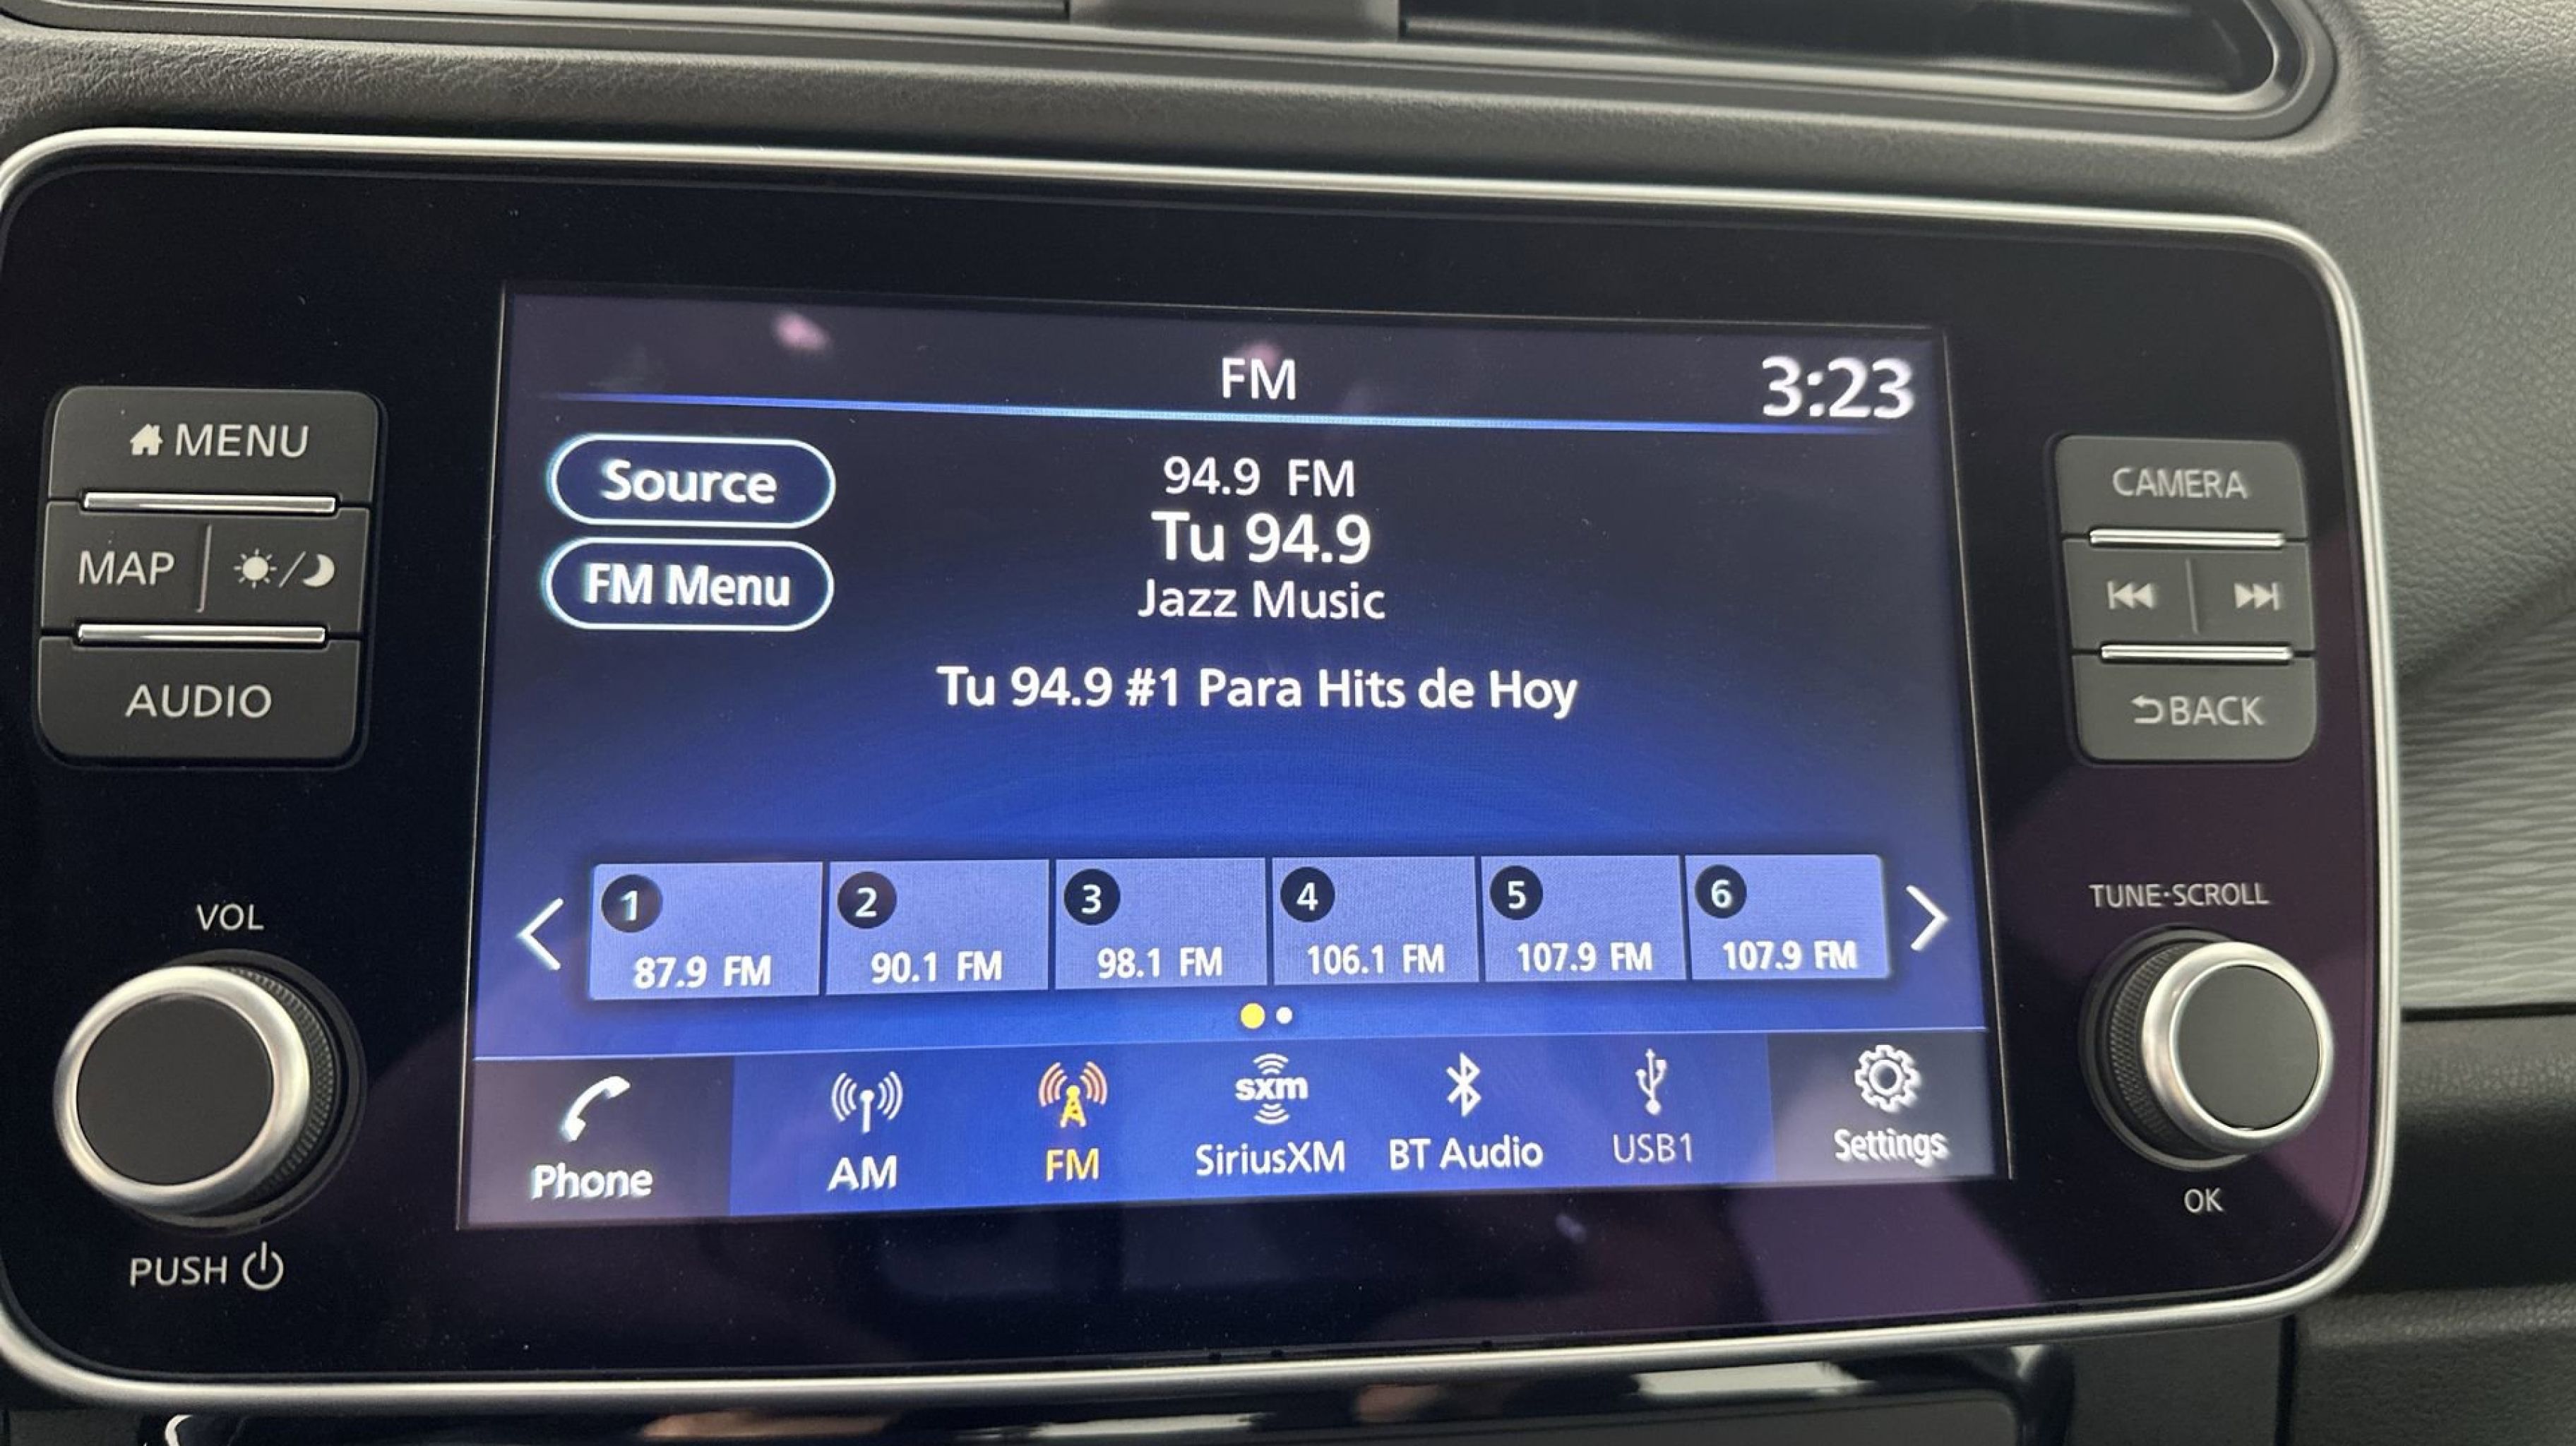 FM
3:23
MENU
MAP
AUDIO
VOL
PUSH
Source
FM Menu
94.9 FM
Tu 94.9
Jazz Music
Tu 94.9 #1 Para Hits de Hoy
1
87.9 FM
2
90.1 FM
3
98.1 FM
4
106.1 FM
5
107.9 FM
6
107.9 FM
Phone
AM
FM
sxm
SiriusXM
BT Audio
USB1
Settings
CAMERA
BACK
TUNE·SCROLL
OK